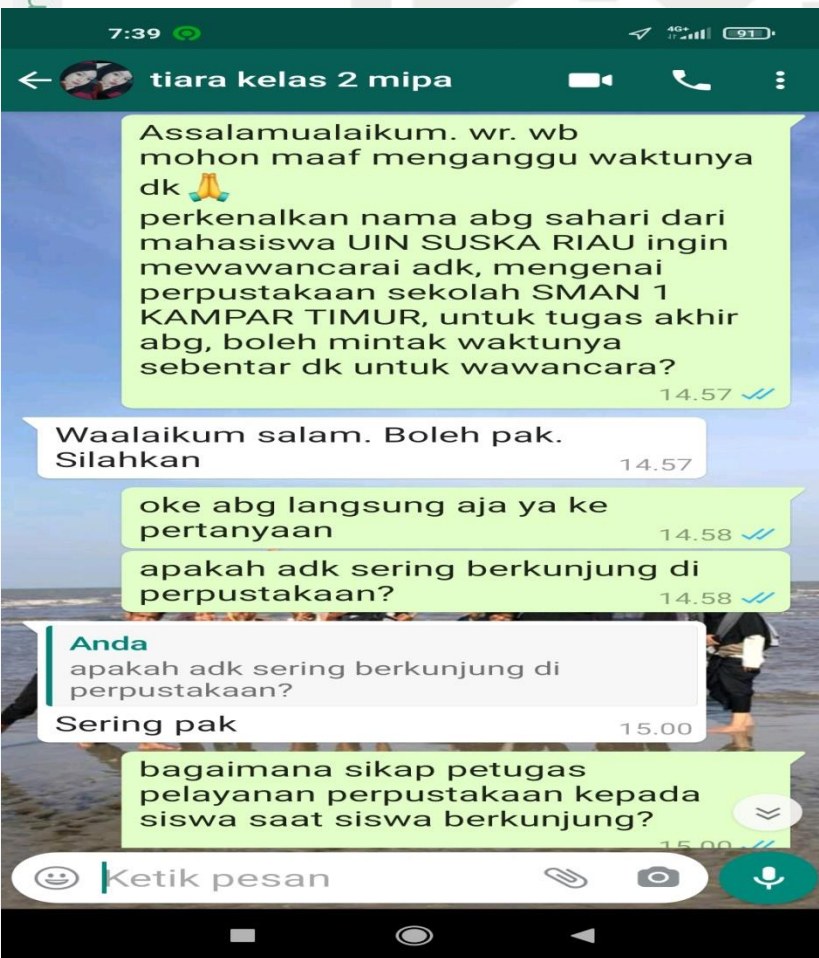 7:39
4G+
91
tiara kelas 2 mipa
Assalamualaikum. wr. wb
mohon maaf menganggu waktunya
dk 🙏
perkenalkan nama abg sahari dari
mahasiswa UIN SUSKA RIAU ingin
mewawancarai adk, mengenai
perpustakaan sekolah SMAN 1
KAMPAR TIMUR, untuk tugas akhir
abg, boleh mintak waktunya
sebentar dk untuk wawancara?
14.57
Waalaikum salam. Boleh pak.
Silahkan
14.57
oke abg langsung aja ya ke
pertanyaan
14.58
apakah adk sering berkunjung di
perpustakaan?
14.58
Anda
apakah adk sering berkunjung di
perpustakaan?
Sering pak
15.00
bagaimana sikap petugas
pelayanan perpustakaan kepada
siswa saat siswa berkunjung?
15.00
Ketik pesan